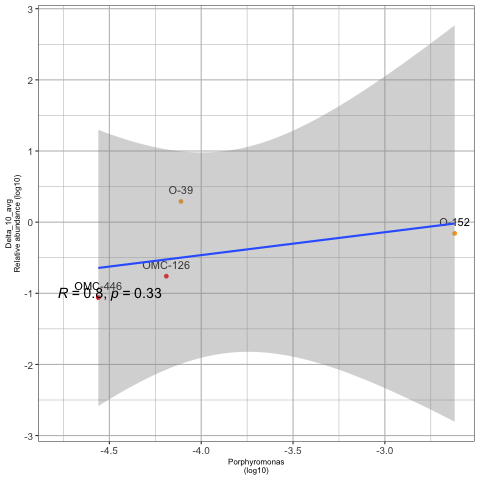 3
2
1
0
-1
-2
-3
Delta_10_avg
Relative abundance (log10)
O-39
O-152
OMC-126
OMC-446
R = 0.8, p = 0.33
-4.5 -4.0 -3.5 -3.0
Porphyromonas
(log10)